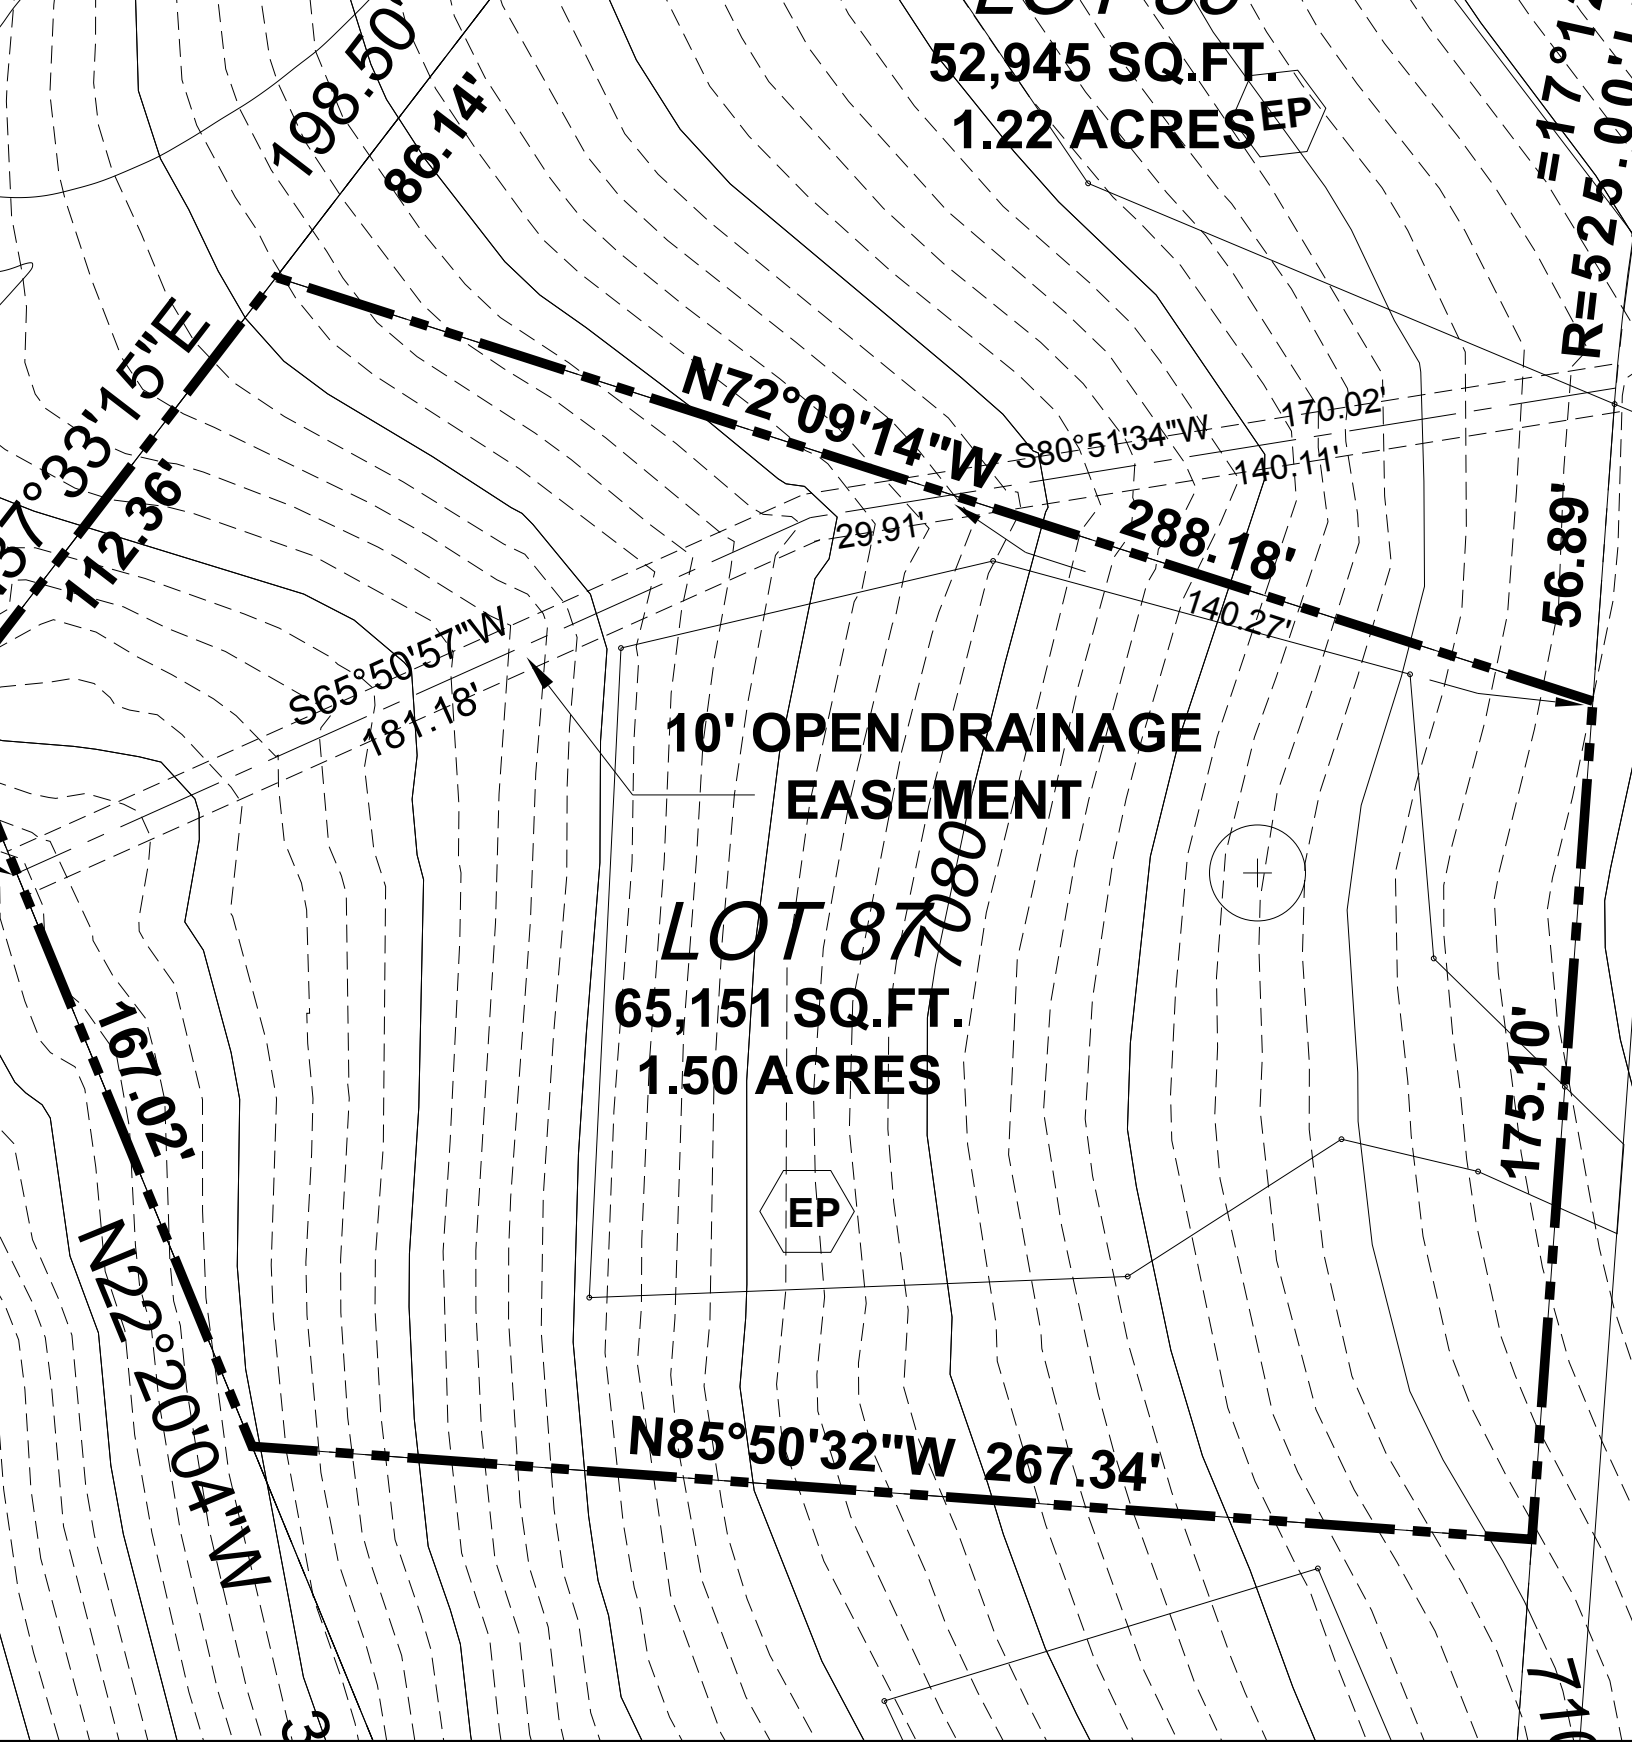 52,945 SQ.FT.
1.22 ACRES
EP
198.50'
86.14'
R=525.00'
37°33'15"E
112.36'
N72°09'14"W
288.18'
S80°51'34"W
170.02'
140.11'
29.91'
140.27'
56.89'
S65°50'57"W
181.18'
10' OPEN DRAINAGE
EASEMENT
7080
LOT 87
65,151 SQ.FT.
1.50 ACRES
EP
175.10'
167.02'
N22°20'04"W
N85°50'32"W 267.34'